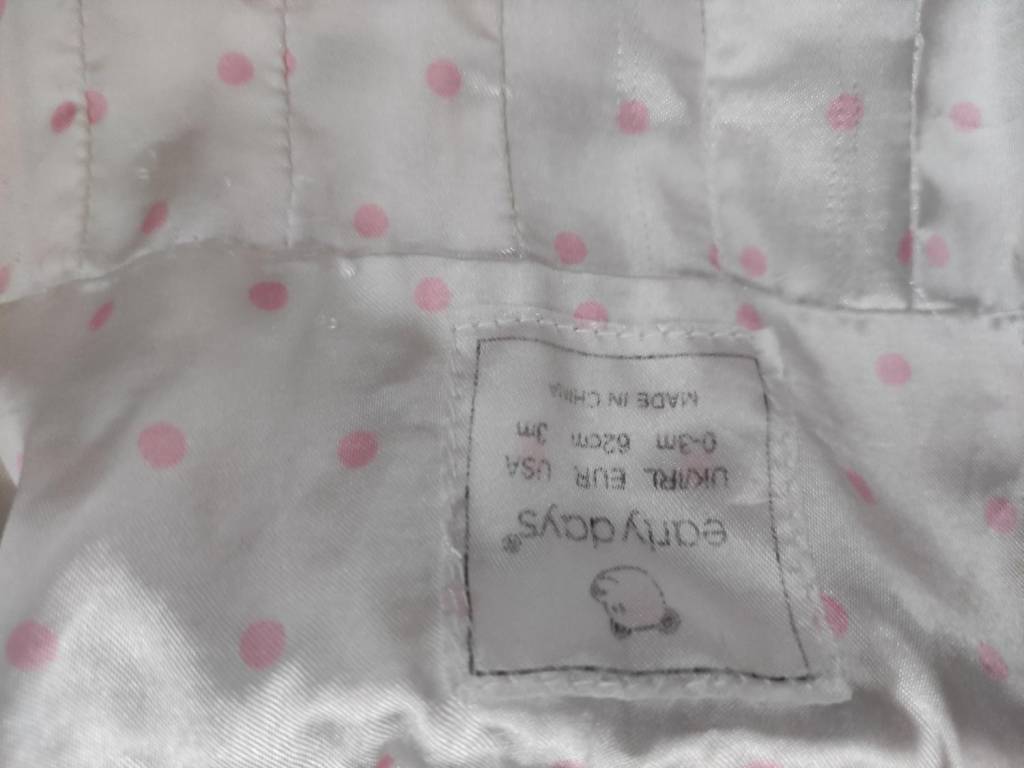 early days®
UK/IRL EUR USA
0-3m 62cm 3m
MADE IN CHINA